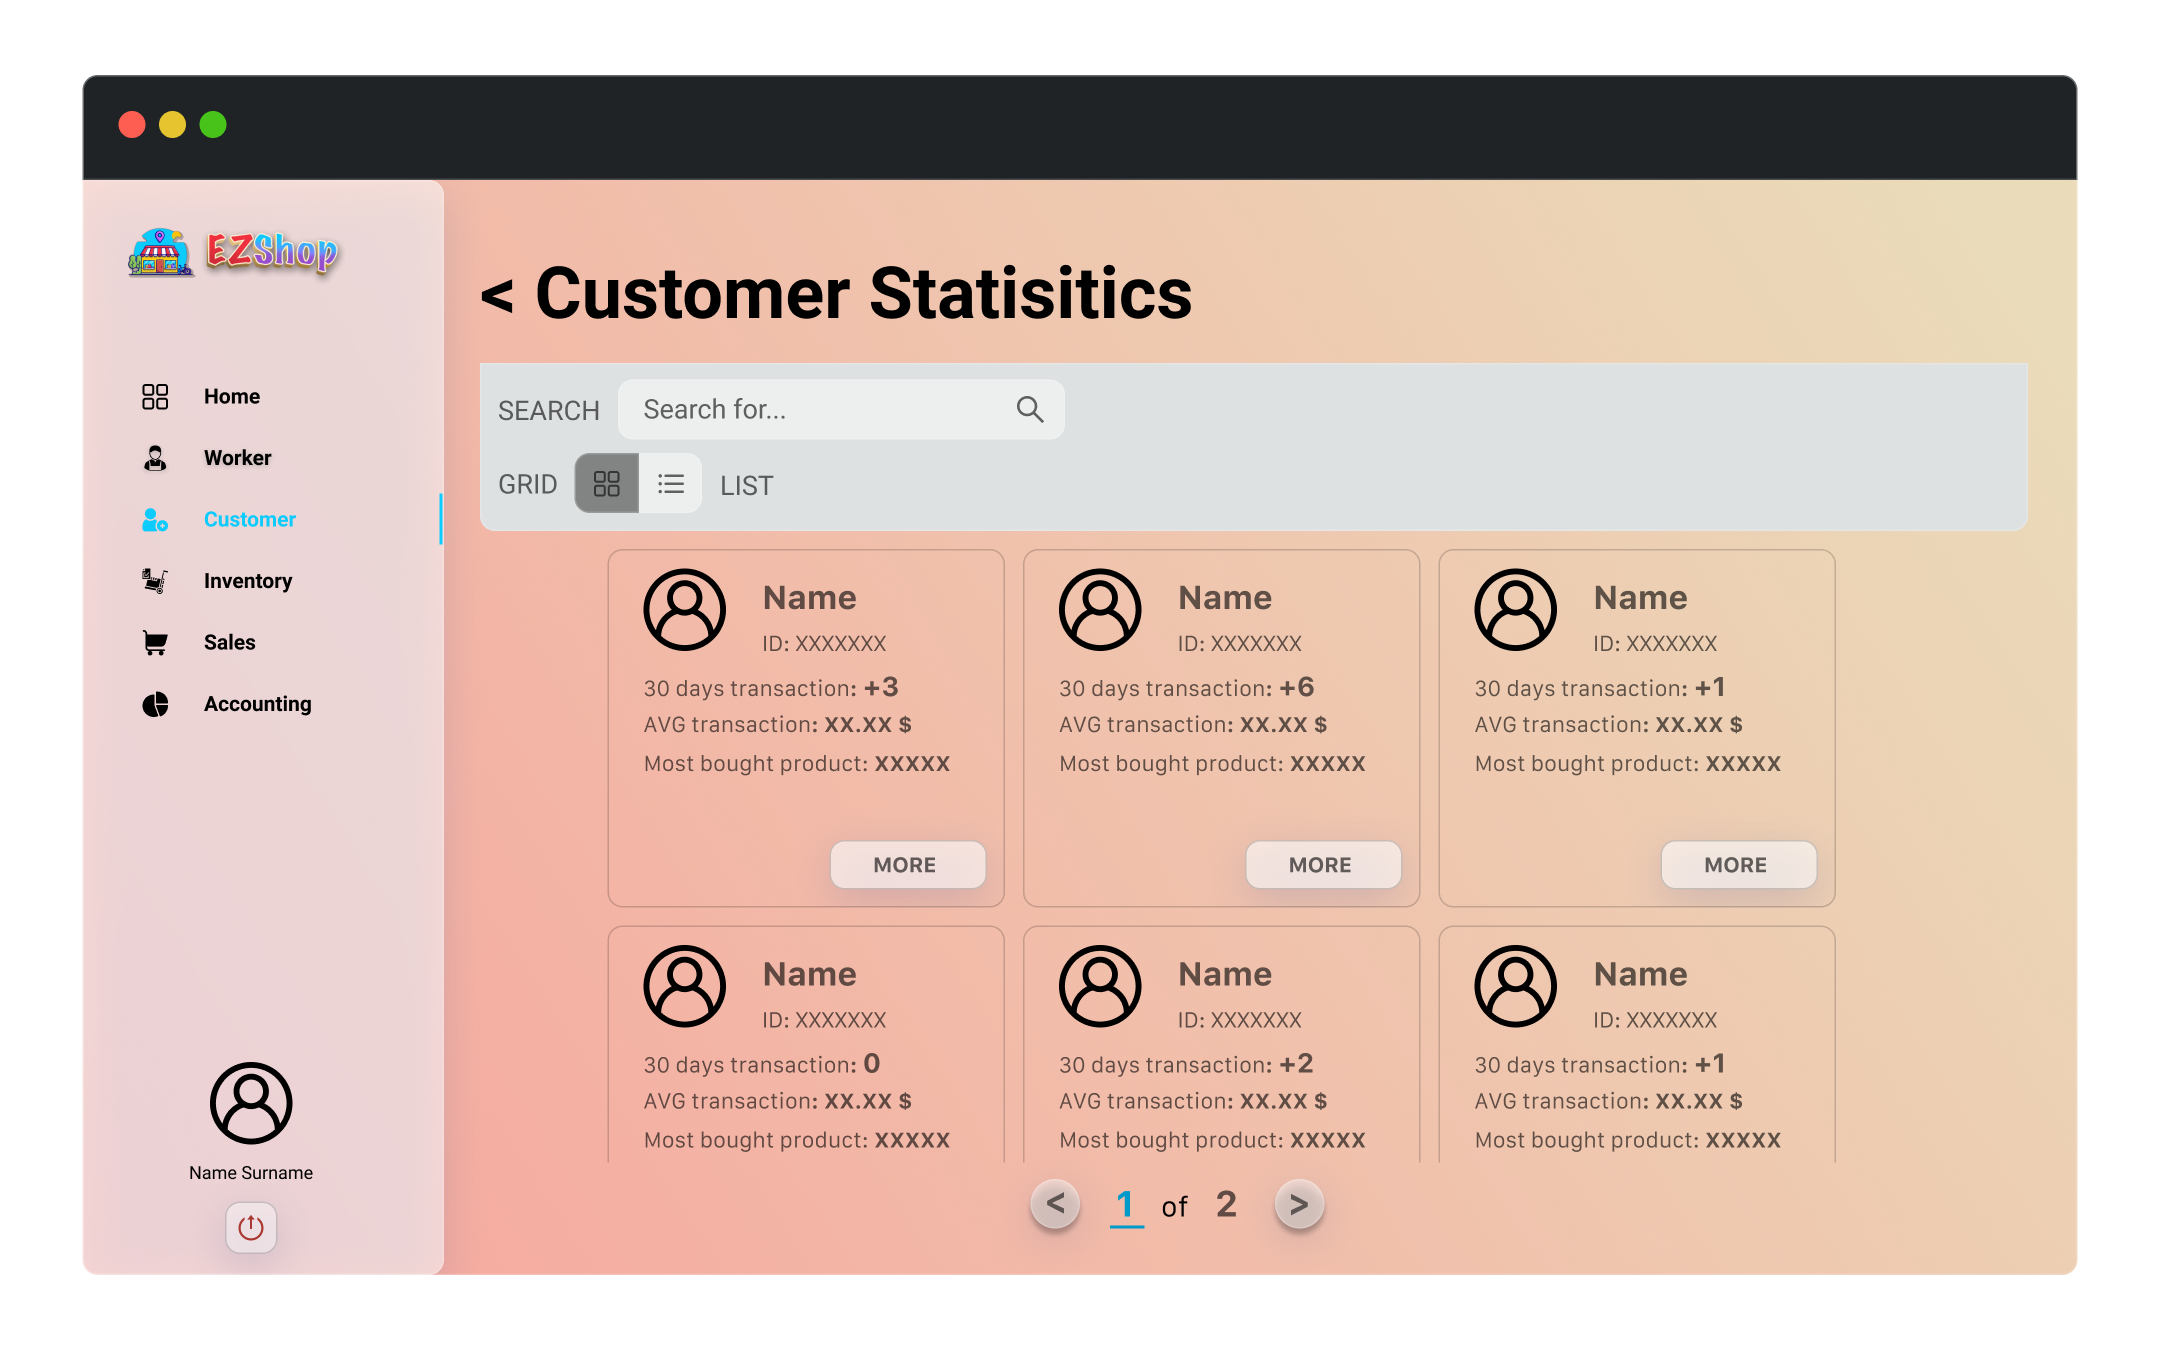 EZShop
Home
Worker
Customer
Inventory
Sales
Accounting
Name Surname
< Customer Statisitics
SEARCH Search for...
GRID LIST
Name
ID: XXXXXXX
30 days transaction: +3
AVG transaction: XX.XX $
Most bought product: XXXXX
MORE
Name
ID: XXXXXXX
30 days transaction: +6
AVG transaction: XX.XX $
Most bought product: XXXXX
MORE
Name
ID: XXXXXXX
30 days transaction: +1
AVG transaction: XX.XX $
Most bought product: XXXXX
MORE
Name
ID: XXXXXXX
30 days transaction: 0
AVG transaction: XX.XX $
Most bought product: XXXXX
Name
ID: XXXXXXX
30 days transaction: +2
AVG transaction: XX.XX $
Most bought product: XXXXX
Name
ID: XXXXXXX
30 days transaction: +1
AVG transaction: XX.XX $
Most bought product: XXXXX
< 1 of 2 >